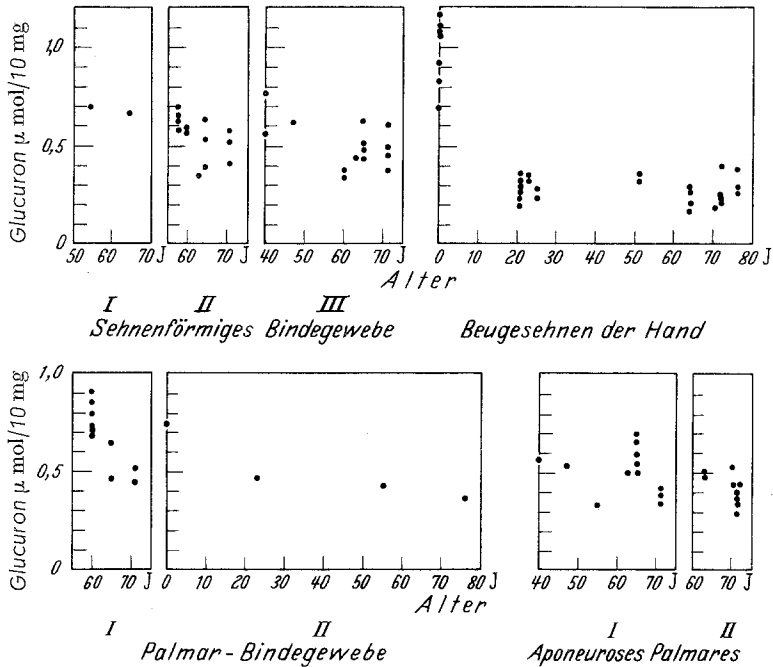 Glucuron µ mol/10 mg
1,0
0,5
0
50 60 70 J 50 60 70 J 40 50 60 70 J 0 10 20 30 40 50 60 70 80 J
Alter
I II III
Sehnenförmiges Bindegewebe Beugesehnen der Hand
Glucuron µ mol/10 mg
1,0
0,5
0
60 70 J 0 10 20 30 40 50 60 70 80 J 40 50 60 70 J 60 70 J
Alter
I II I II
Palmar-Bindegewebe Aponeuroses Palmares